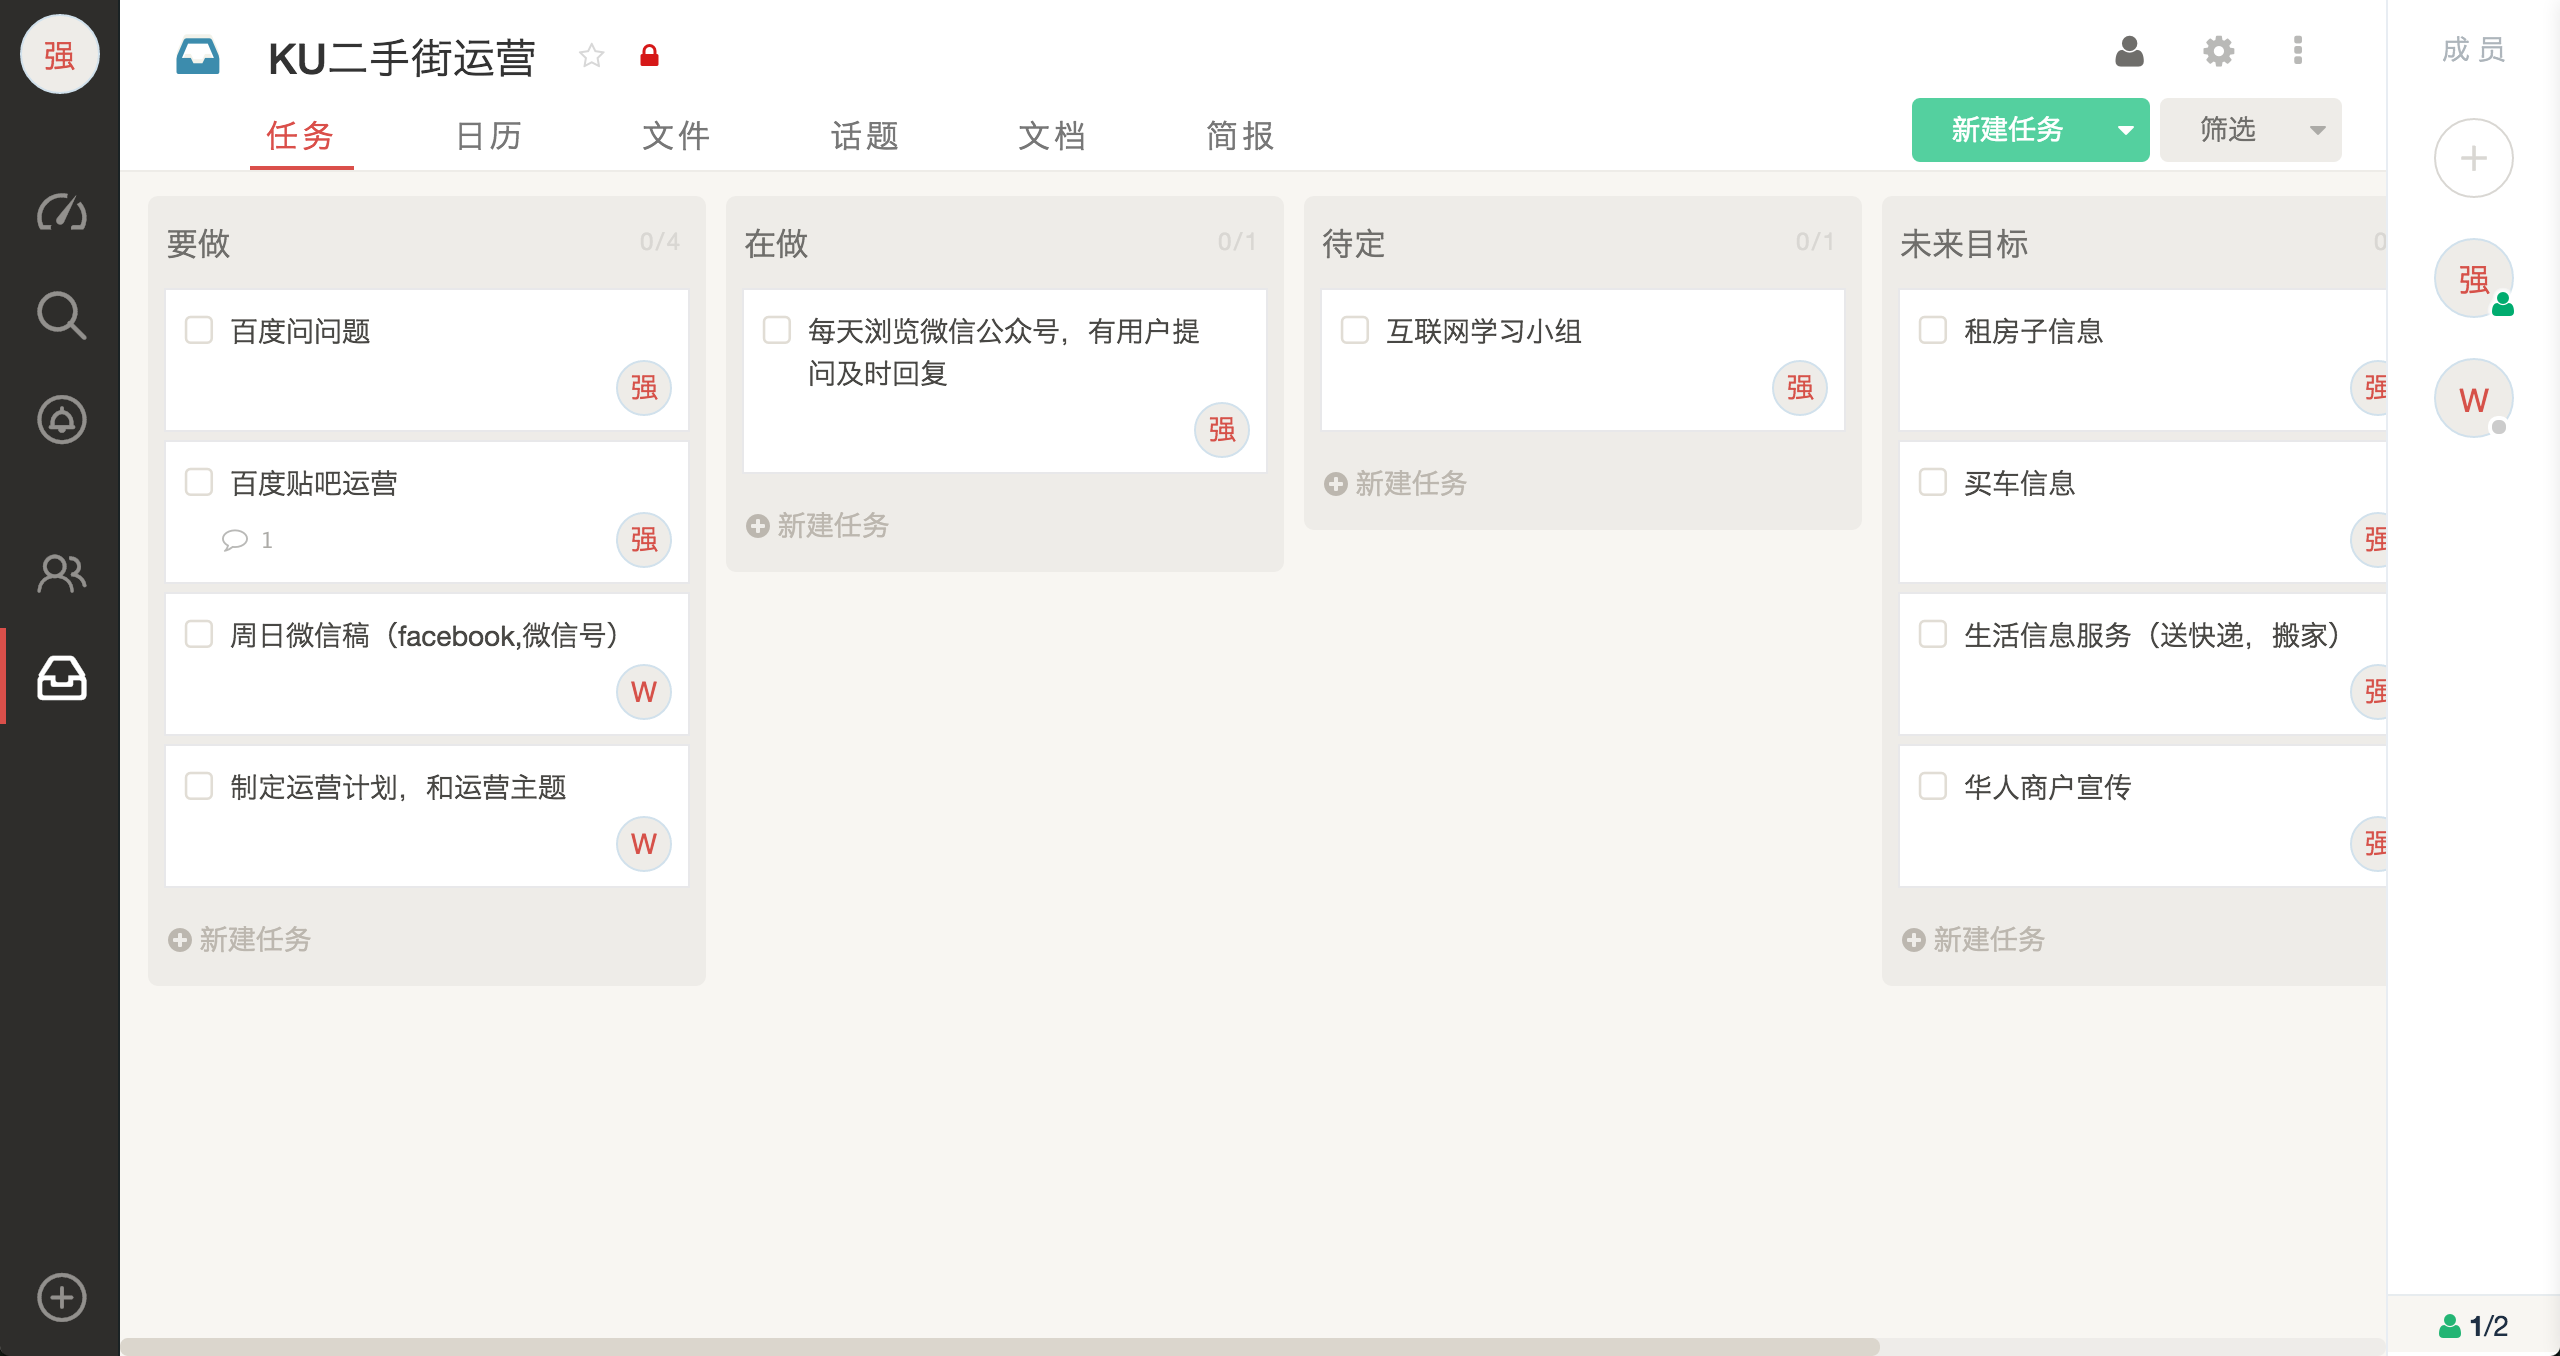 强
KU二手街运营
成员
任务
日历
文件
话题
文档
简报
新建任务
筛选
要做
0/4
百度问问题
强
百度贴吧运营
1
强
周日微信稿（facebook,微信号）
W
制定运营计划，和运营主题
W
新建任务
在做
0/1
每天浏览微信公众号，有用户提
问及时回复
强
新建任务
待定
0/1
互联网学习小组
强
新建任务
未来目标
0
租房子信息
强
买车信息
强
生活信息服务（送快递，搬家）
强
华人商户宣传
强
新建任务
强
W
1/2